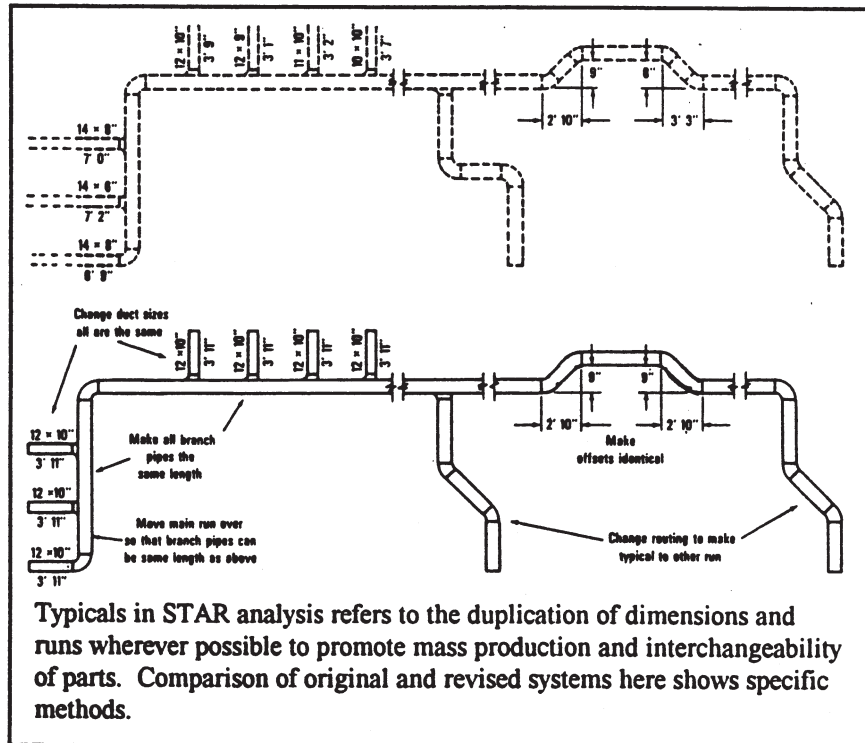 12 × 10"
3' 9"
12 × 9"
3' 1"
11 × 10"
3' 2"
10 × 10"
3' 7"
9"
6"
2' 10"
3' 3"
14 × 8"
7' 0"
14 × 6"
7' 2"
14 × 8"
6' 9"
Change duct sizes
all are the same
12 ×10"
3' 11"
12 × 10"
3' 11"
12 × 10"
3' 11"
12 × 10"
3' 11"
9"
9"
2' 10"
2' 10"
Make
offsets identical
12 × 10"
3' 11"
12 ×10"
3' 11"
12 ×10"
3' 11"
Make all branch
pipes the
same length
Move main run over
so that branch pipes can
be same length as above
Change routing to make
typical to other run
Typicals in STAR analysis refers to the duplication of dimensions and
runs wherever possible to promote mass production and interchangeability
of parts. Comparison of original and revised systems here shows specific
methods.